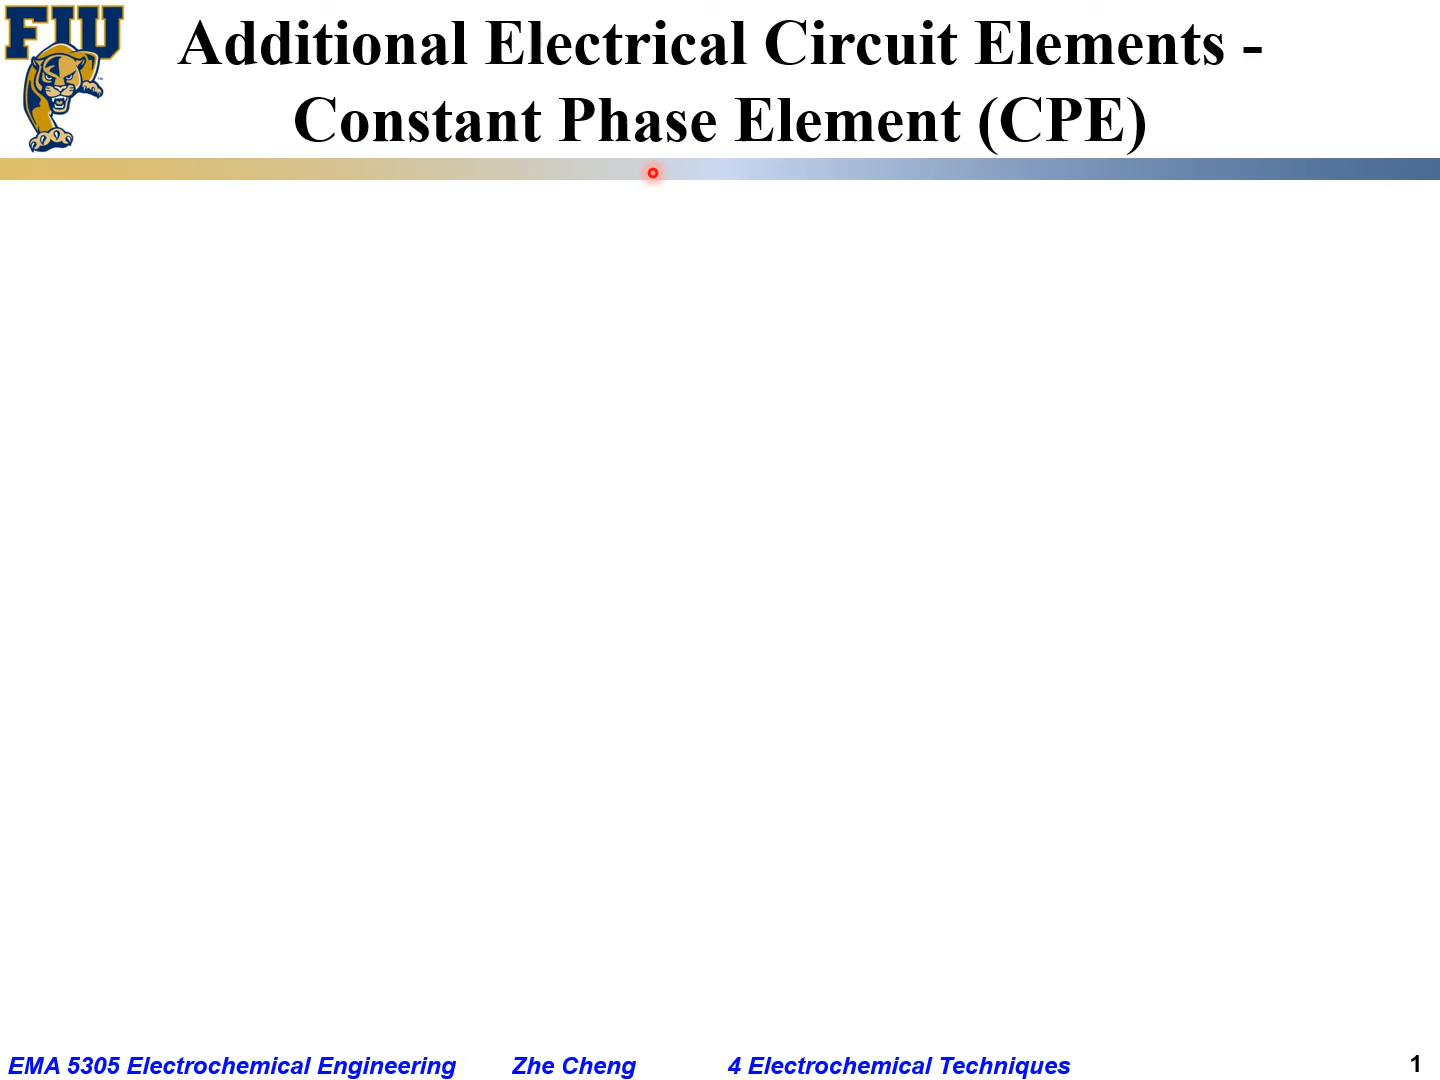 FIU
Additional Electrical Circuit Elements -
Constant Phase Element (CPE)
EMA 5305 Electrochemical Engineering Zhe Cheng 4 Electrochemical Techniques 1